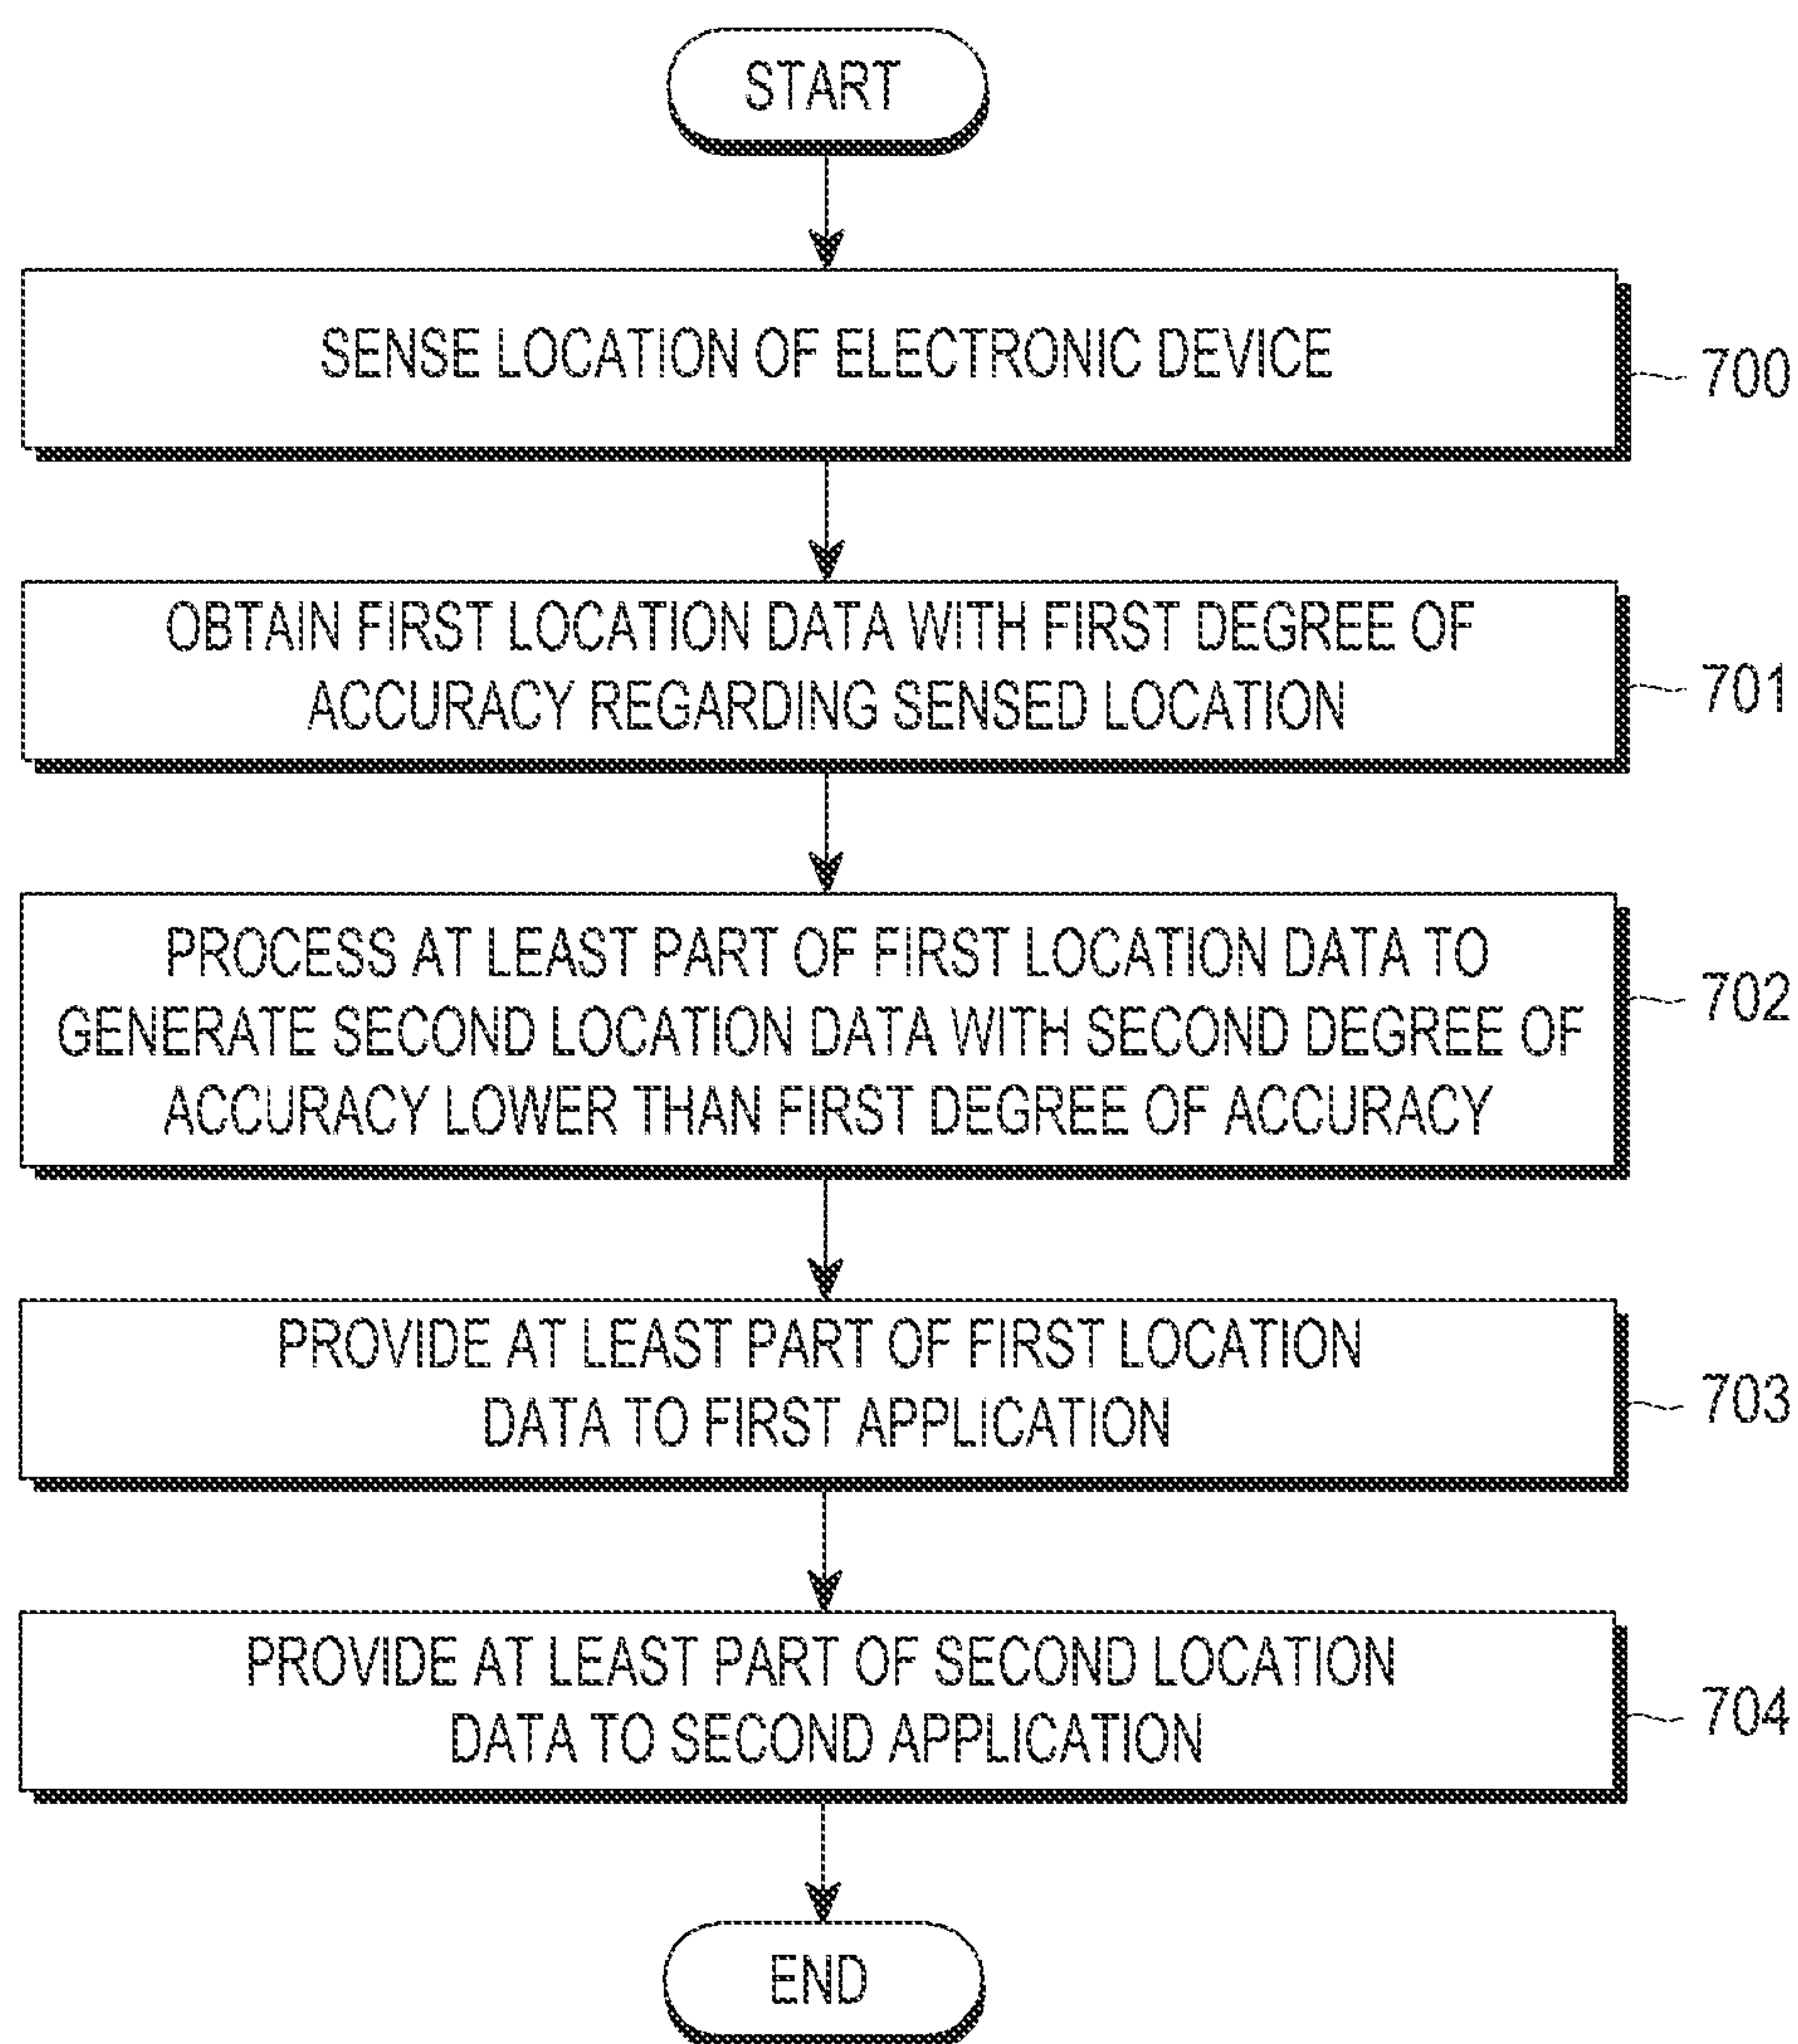 START
SENSE LOCATION OF ELECTRONIC DEVICE
700
OBTAIN FIRST LOCATION DATA WITH FIRST DEGREE OF
ACCURACY REGARDING SENSED LOCATION
701
PROCESS AT LEAST PART OF FIRST LOCATION DATA TO
GENERATE SECOND LOCATION DATA WITH SECOND DEGREE OF
ACCURACY LOWER THAN FIRST DEGREE OF ACCURACY
702
PROVIDE AT LEAST PART OF FIRST LOCATION
DATA TO FIRST APPLICATION
703
PROVIDE AT LEAST PART OF SECOND LOCATION
DATA TO SECOND APPLICATION
704
END